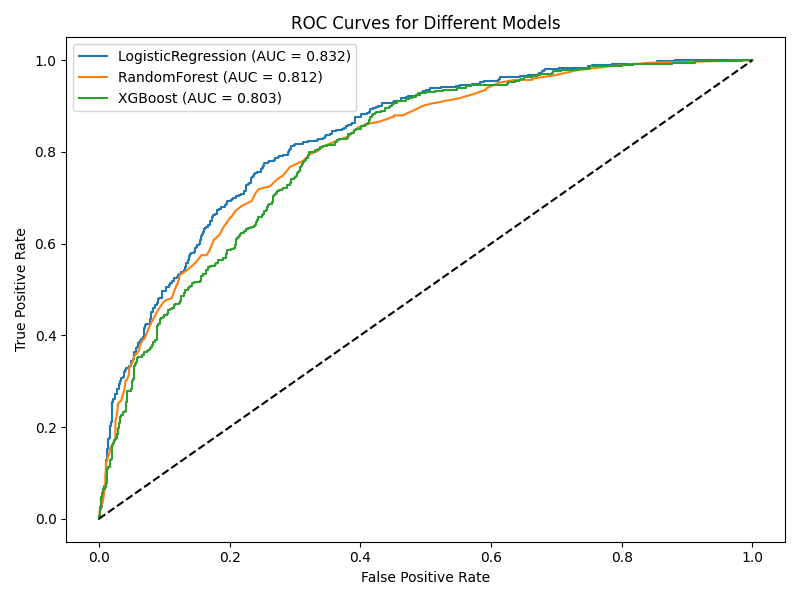 ROC Curves for Different Models
LogisticRegression (AUC = 0.832)
RandomForest (AUC = 0.812)
XGBoost (AUC = 0.803)
1.0
0.8
0.6
0.4
0.2
0.0
True Positive Rate
0.0 0.2 0.4 0.6 0.8 1.0
False Positive Rate